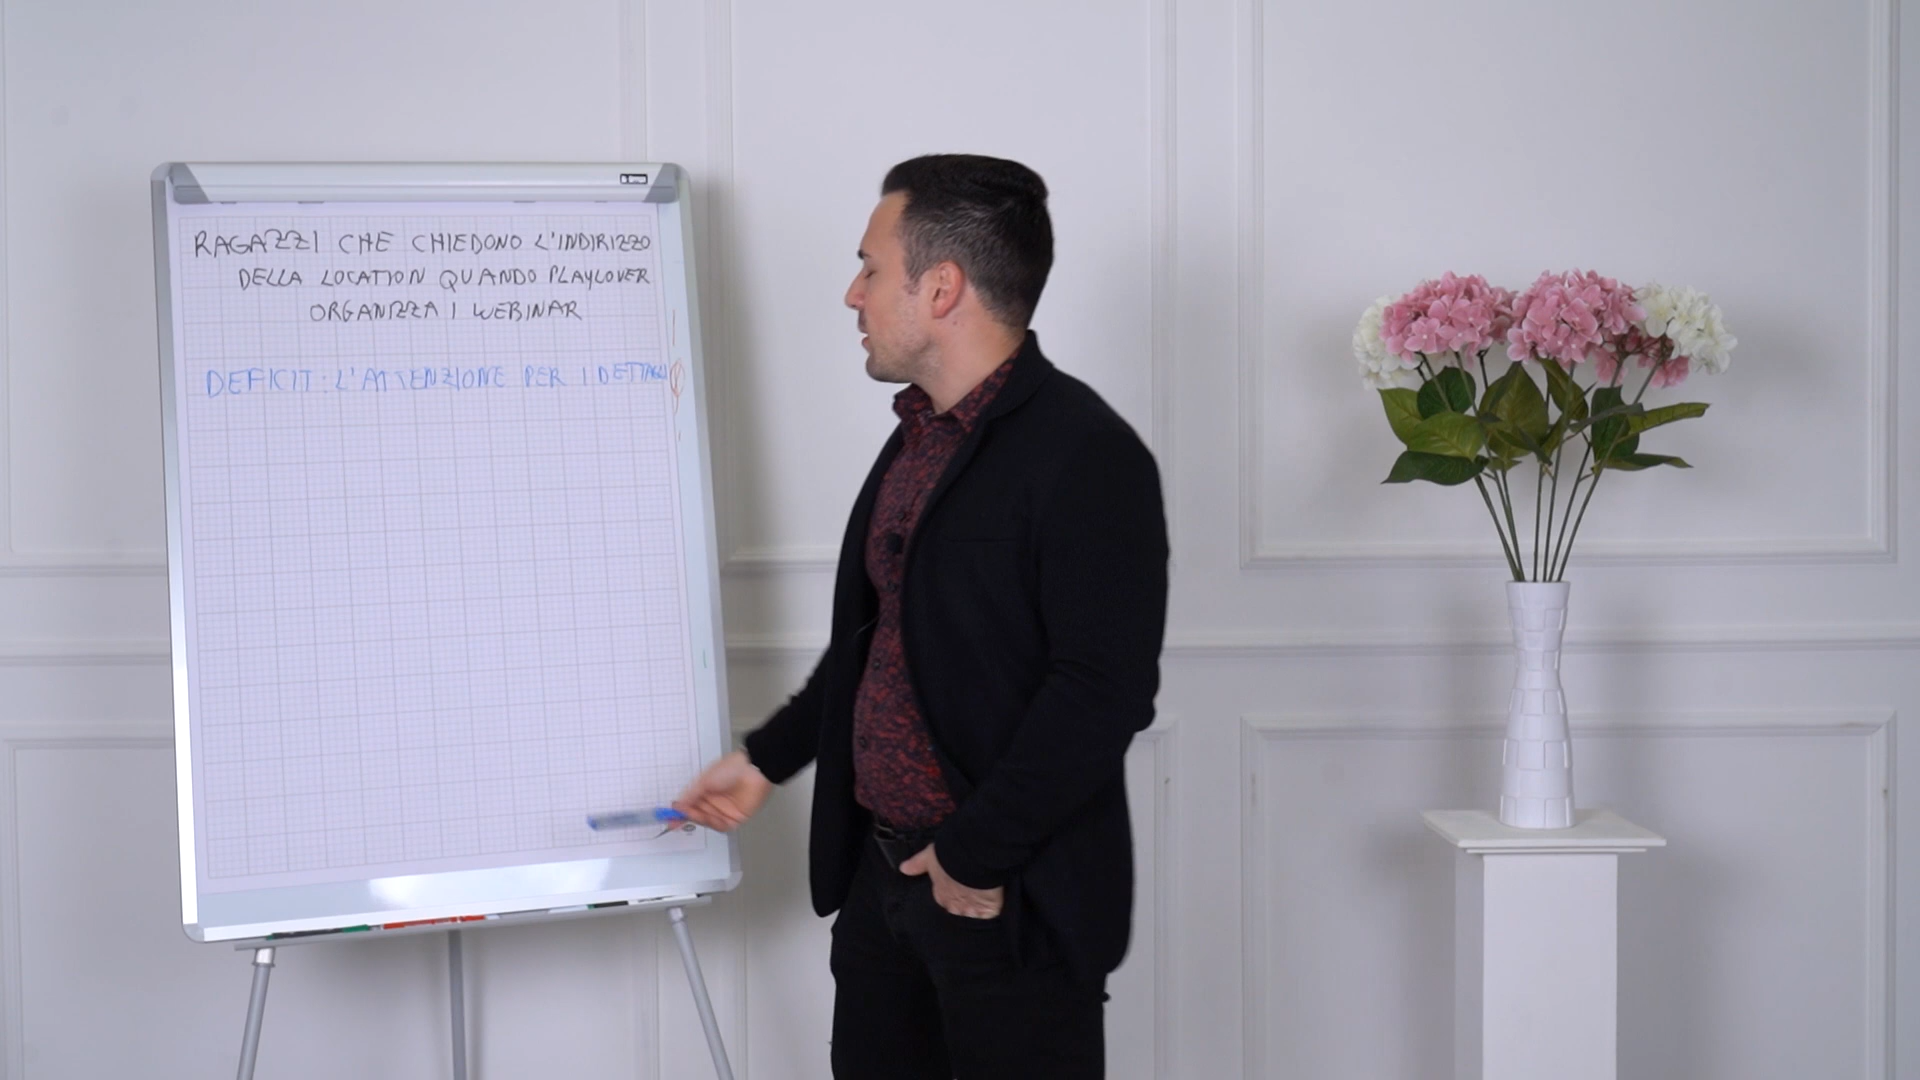 RAGAZZI CHE CHIEDONO L'INDIRIZZO
DELLA LOCATION QUANDO PLAYLOVER
ORGANIZZA I WEBINAR
DEFICIT: L'ATTENZIONE PER I DETTAGLI